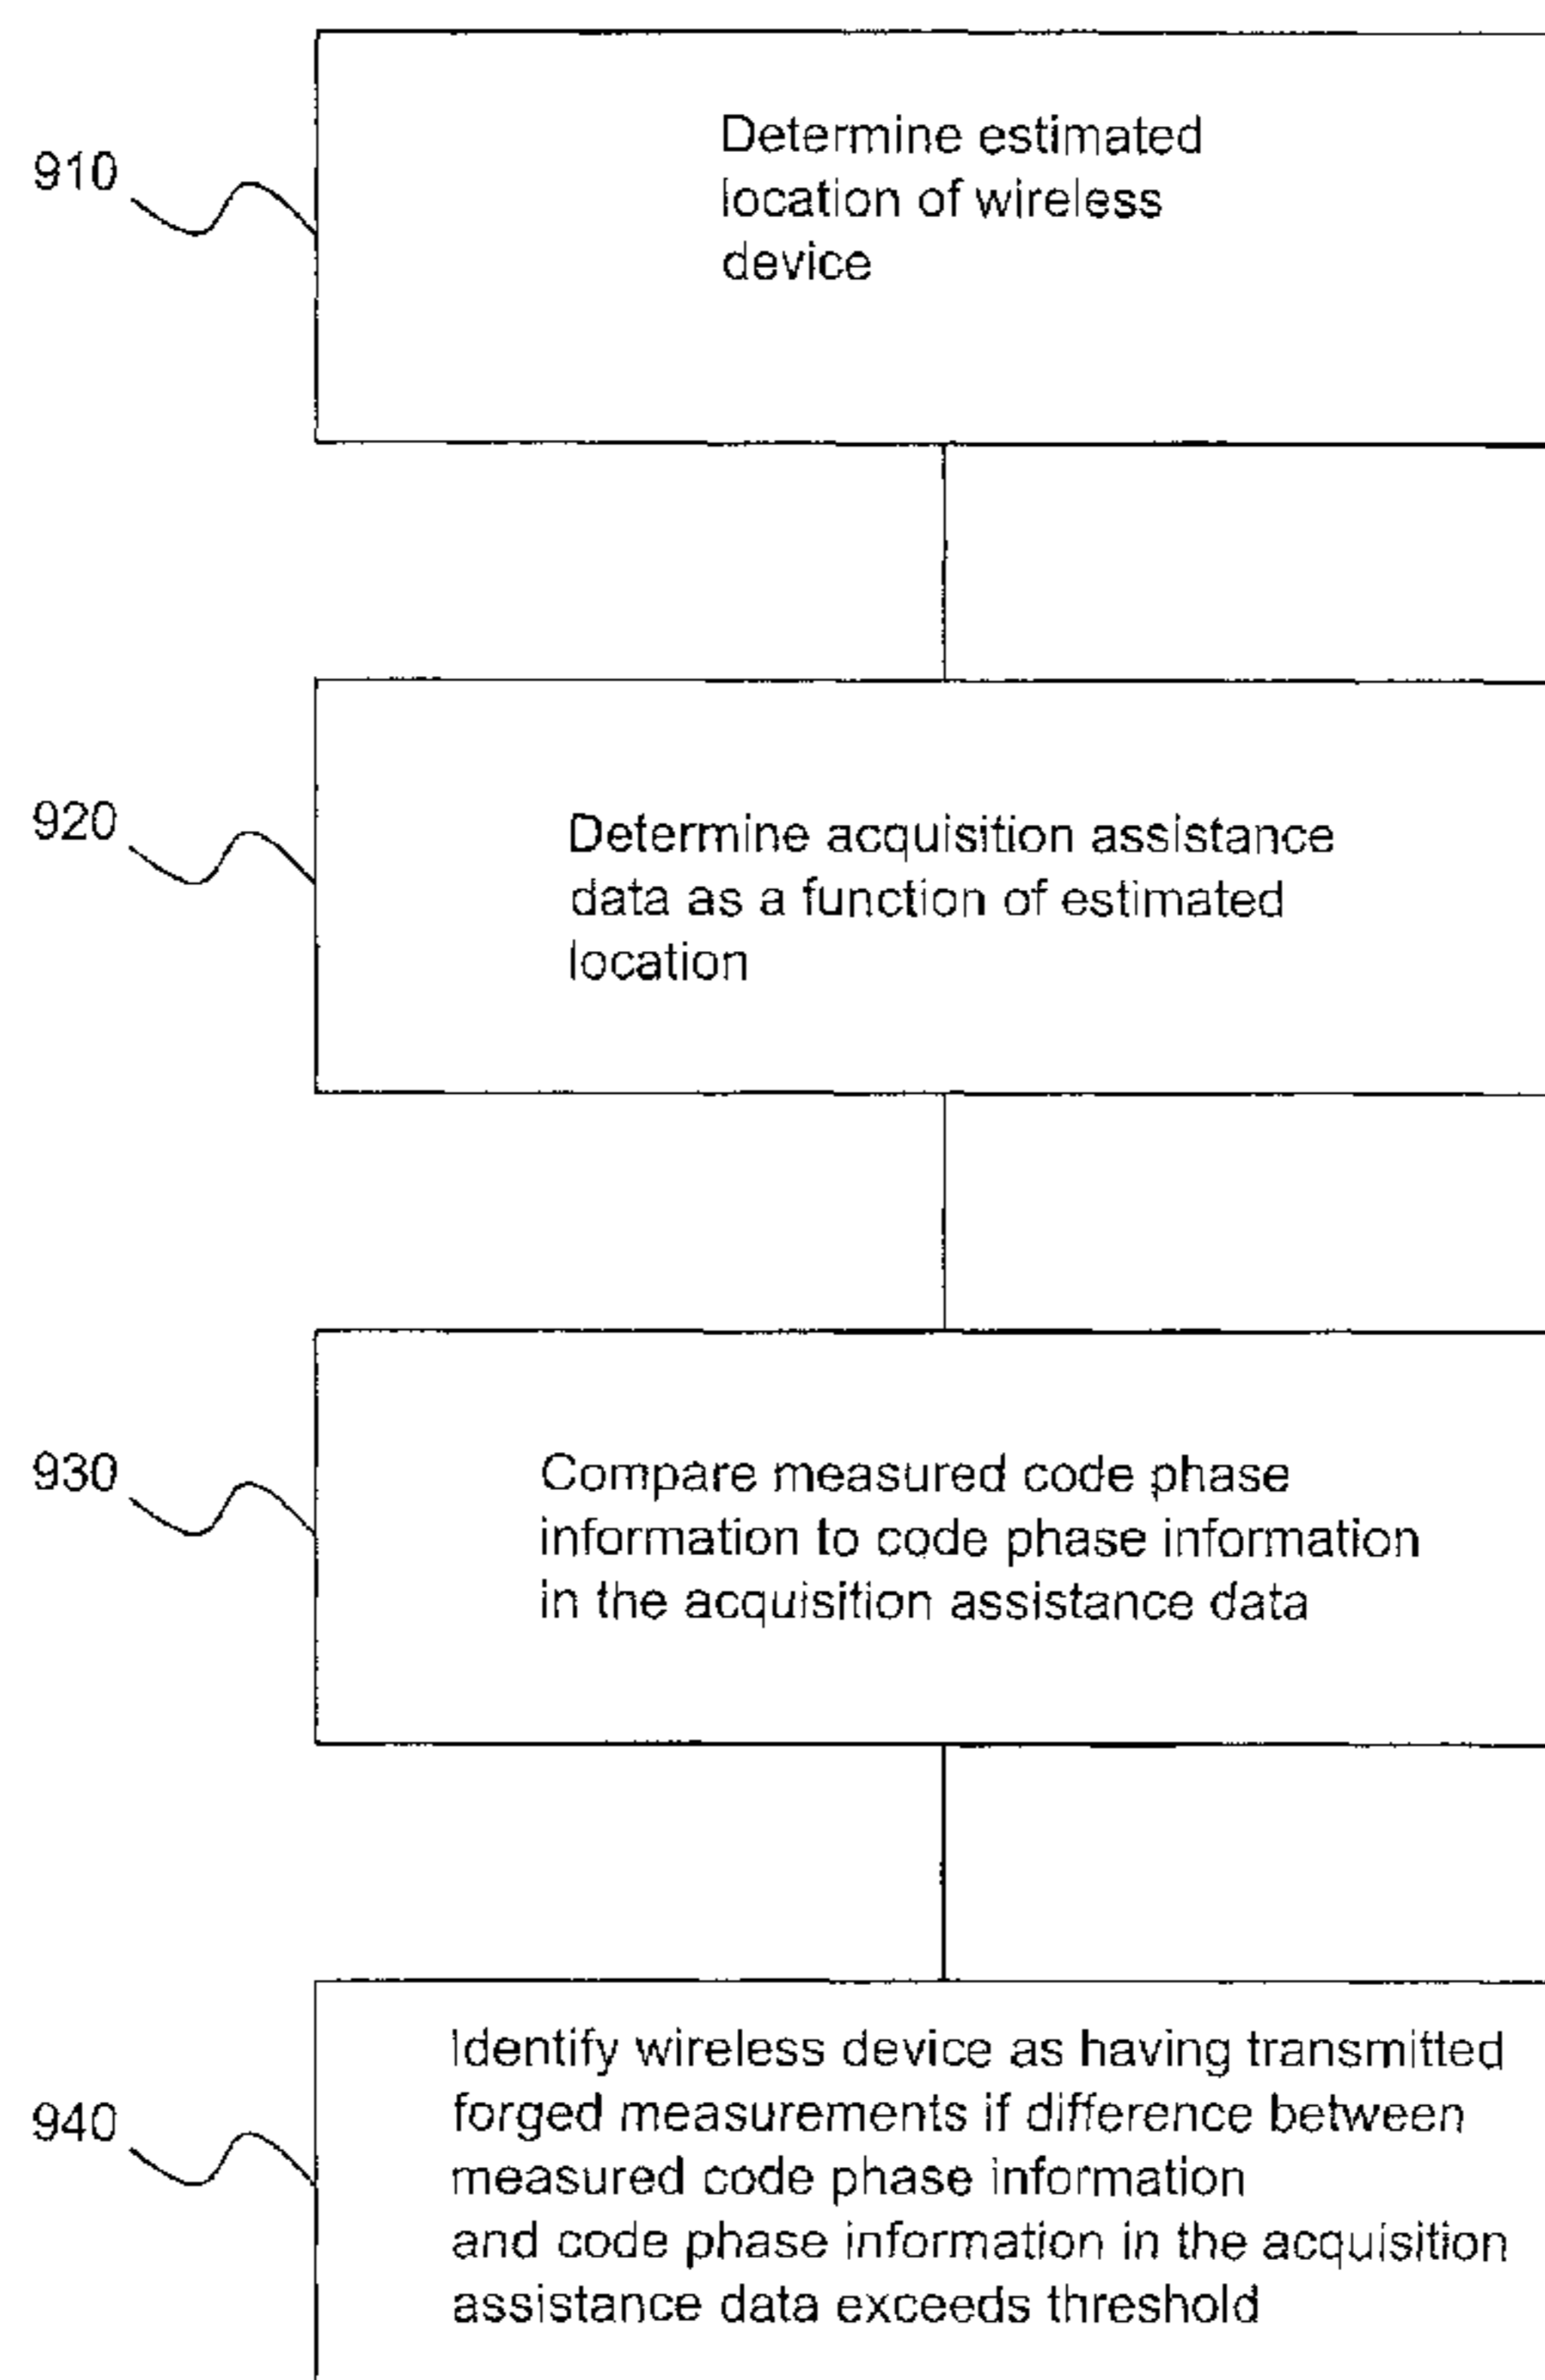 910
Determine estimated
location of wireless
device
920
Determine acquisition assistance
data as a function of estimated
location
930
Compare measured code phase
information to code phase information
in the acquisition assistance data
940
Identify wireless device as having transmitted
forged measurements if difference between
measured code phase information
and code phase information in the acquisition
assistance data exceeds threshold